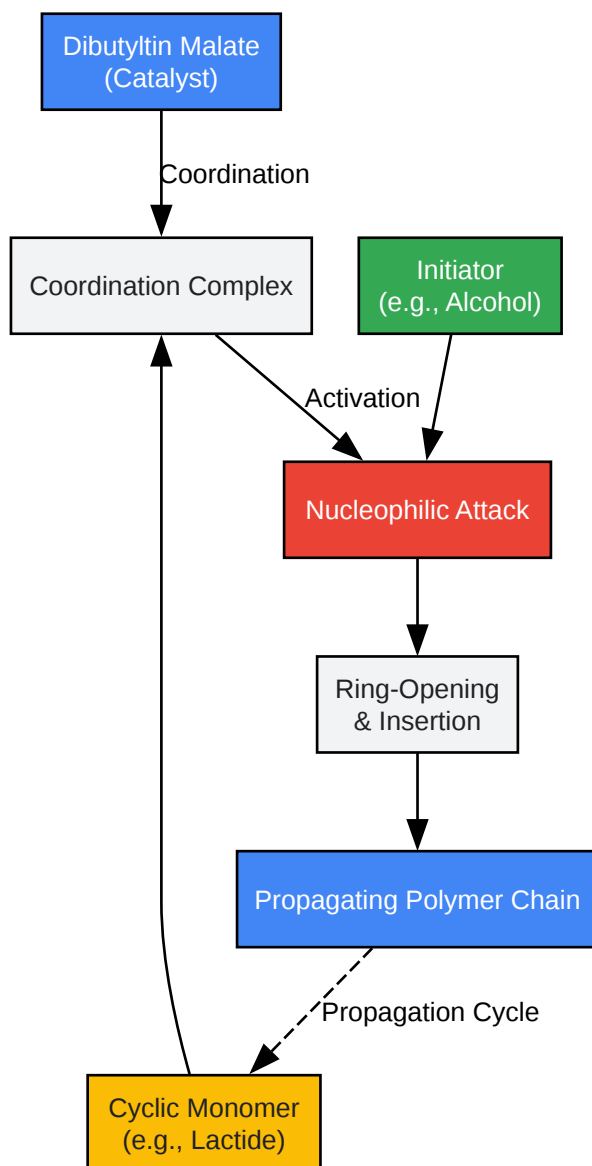 Dibutyltin Malate
(Catalyst)
Coordination
Coordination Complex
Initiator
(e.g., Alcohol)
Activation
Nucleophilic Attack
Ring-Opening
& Insertion
Propagating Polymer Chain
Propagation Cycle
Cyclic Monomer
(e.g., Lactide)